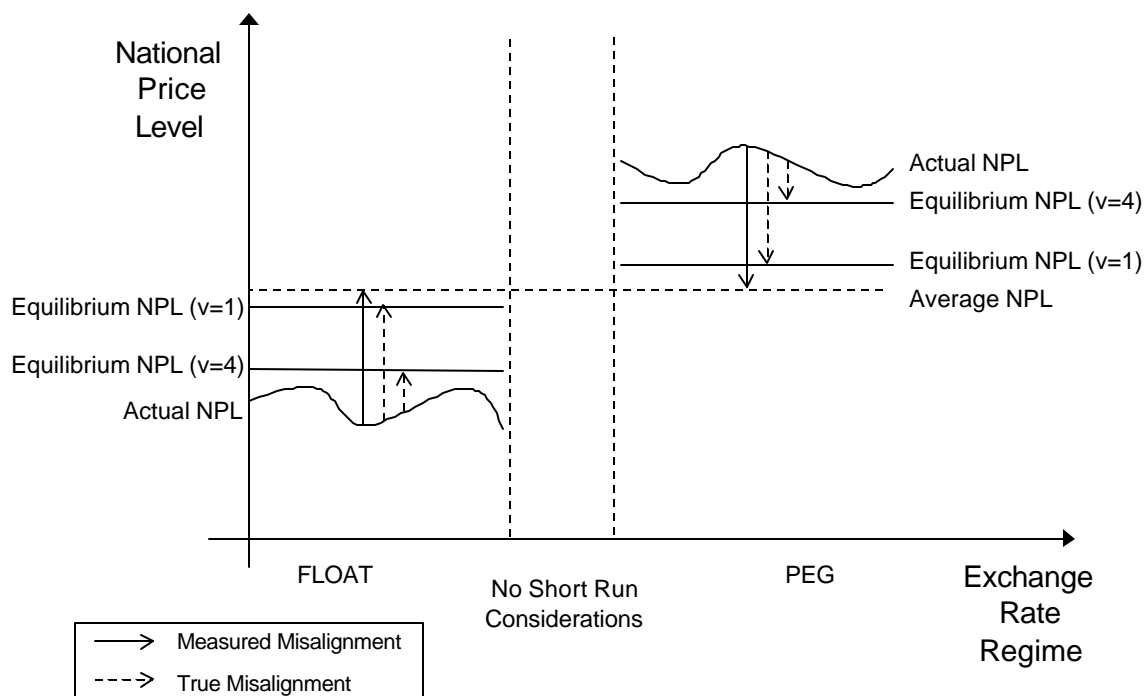 National
Price
Level
Actual NPL
Equilibrium NPL (v=4)
Equilibrium NPL (v=1)
Average NPL
Equilibrium NPL (v=1)
Equilibrium NPL (v=4)
Actual NPL
FLOAT
No Short Run
Considerations
PEG
Exchange
Rate
Regime
Measured Misalignment
True Misalignment